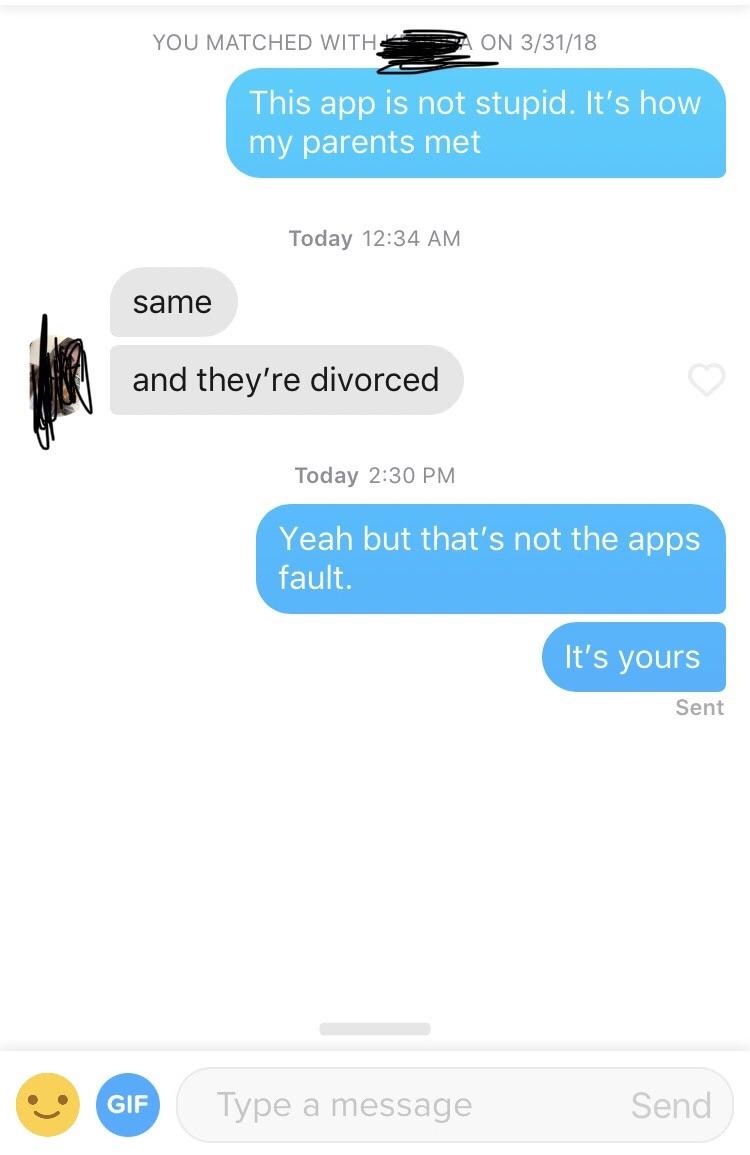 YOU MATCHED WITH ON 3/31/18
This app is not stupid. It’s how
my parents met
Today 12:34 AM
same
and they’re divorced
Today 2:30 PM
Yeah but that’s not the apps
fault.
It’s yours
Sent
GIF
Type a message
Send